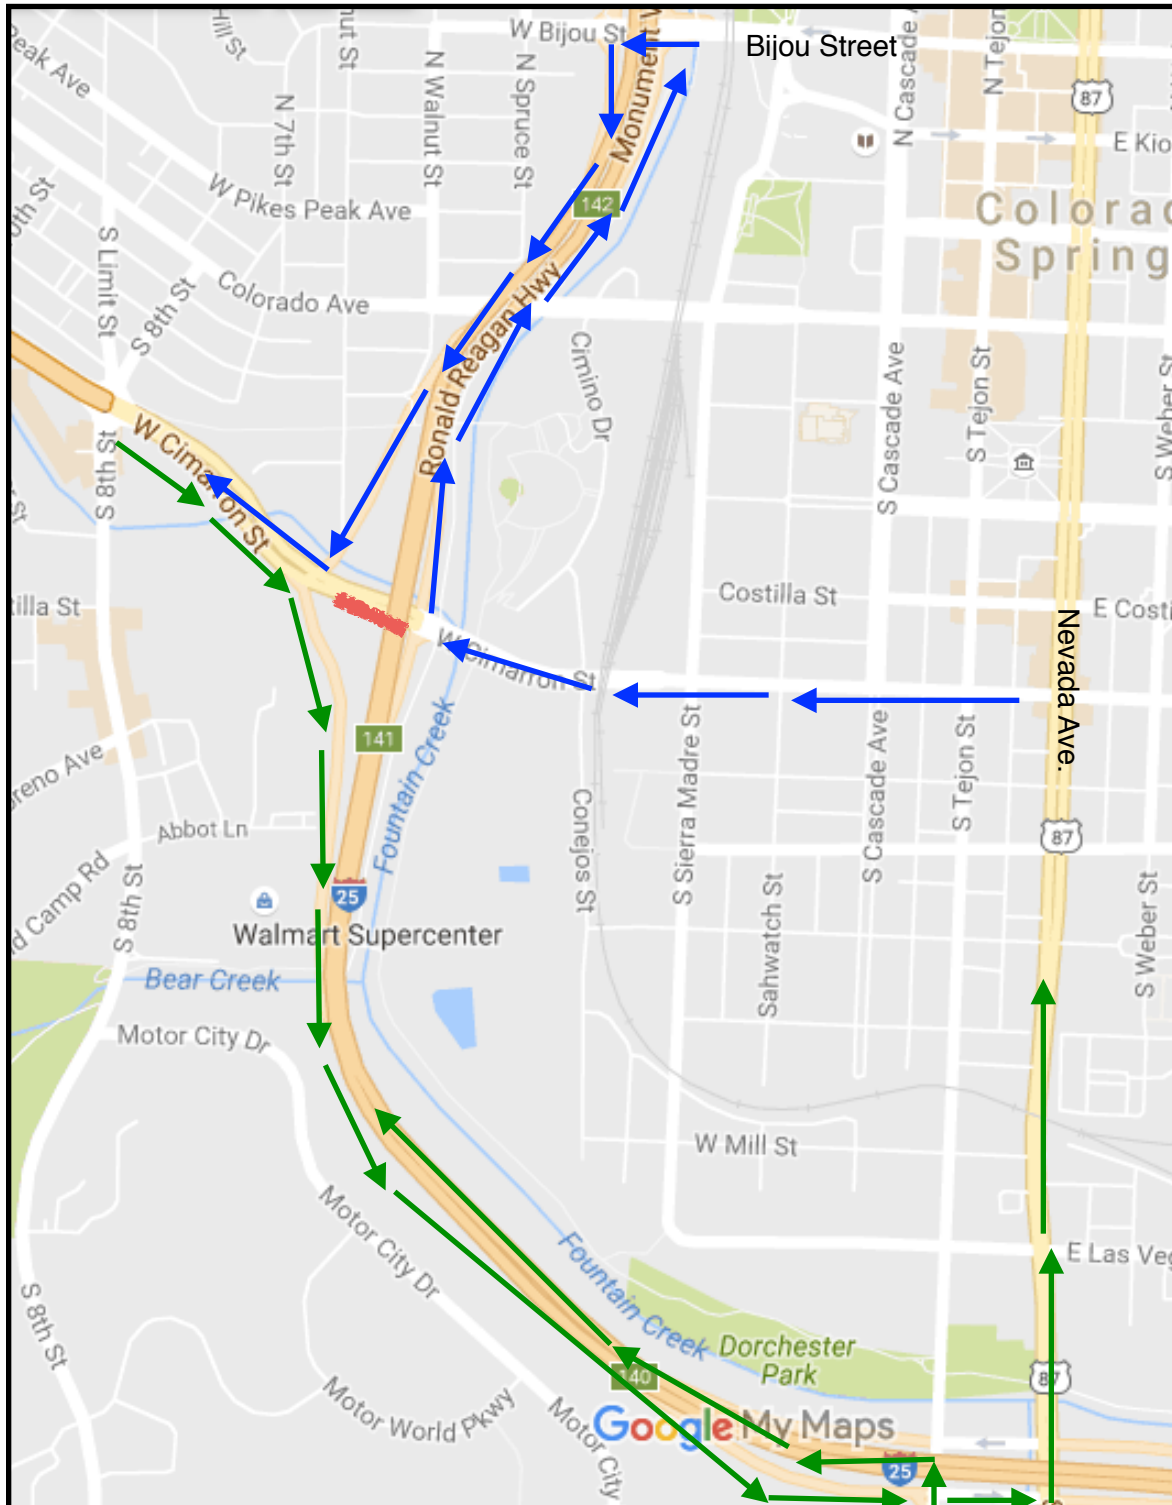 W Bijou St
Bijou Street
Hill St
Peak Ave
N 7th St
N Walnut St
N Spruce St
Monument
N Cascade
N Tejon
87
E Kio
W Pikes Peak Ave
142
Colorad
Spring
S Limit St
S 8th St
Colorado Ave
Ronald Reagan Hwy
Cimino Dr
S Cascade Ave
S Tejon St
S Weber St
W Cimarron St
S 8th St
Costilla St
E Costi
tilla St
W Cimarron St
Nevada Ave.
141
Fountain Creek
S Sierra Madre St
S Cascade Ave
S Tejon St
oreno Ave
Abbot Ln
Conejos St
87
d Camp Rd
S 8th St
25
Walmart Supercenter
Sahwatch St
S Weber St
Bear Creek
Motor City Dr
W Mill St
Motor City Dr
Fountain Creek
E Las Veg
S 8th St
Dorchester
Park
140
87
Motor World Pkwy
Motor City
Google My Maps
25